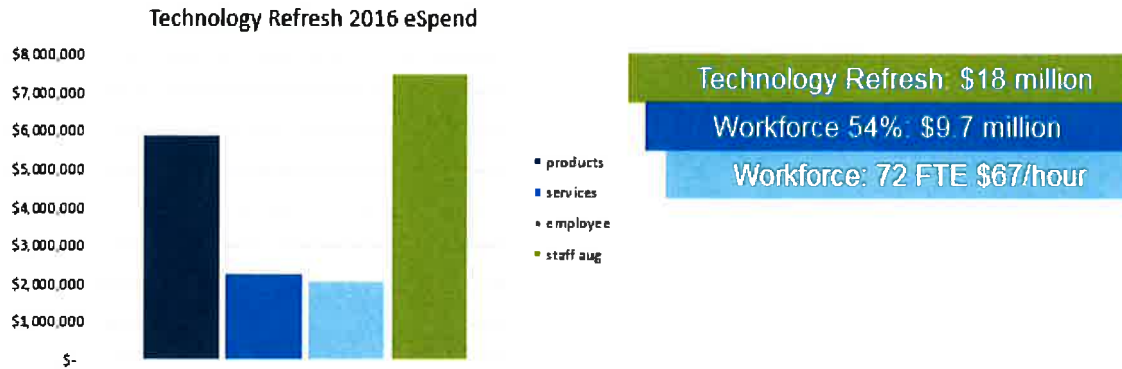 Technology Refresh 2016 eSpend
$8,000,000
$7,000,000
$6,000,000
$5,000,000
$4,000,000
$3,000,000
$2,000,000
$1,000,000
$-
products
services
employee
staff aug
Technology Refresh: $18 million
Workforce 54%: $9.7 million
Workforce: 72 FTE $67/hour